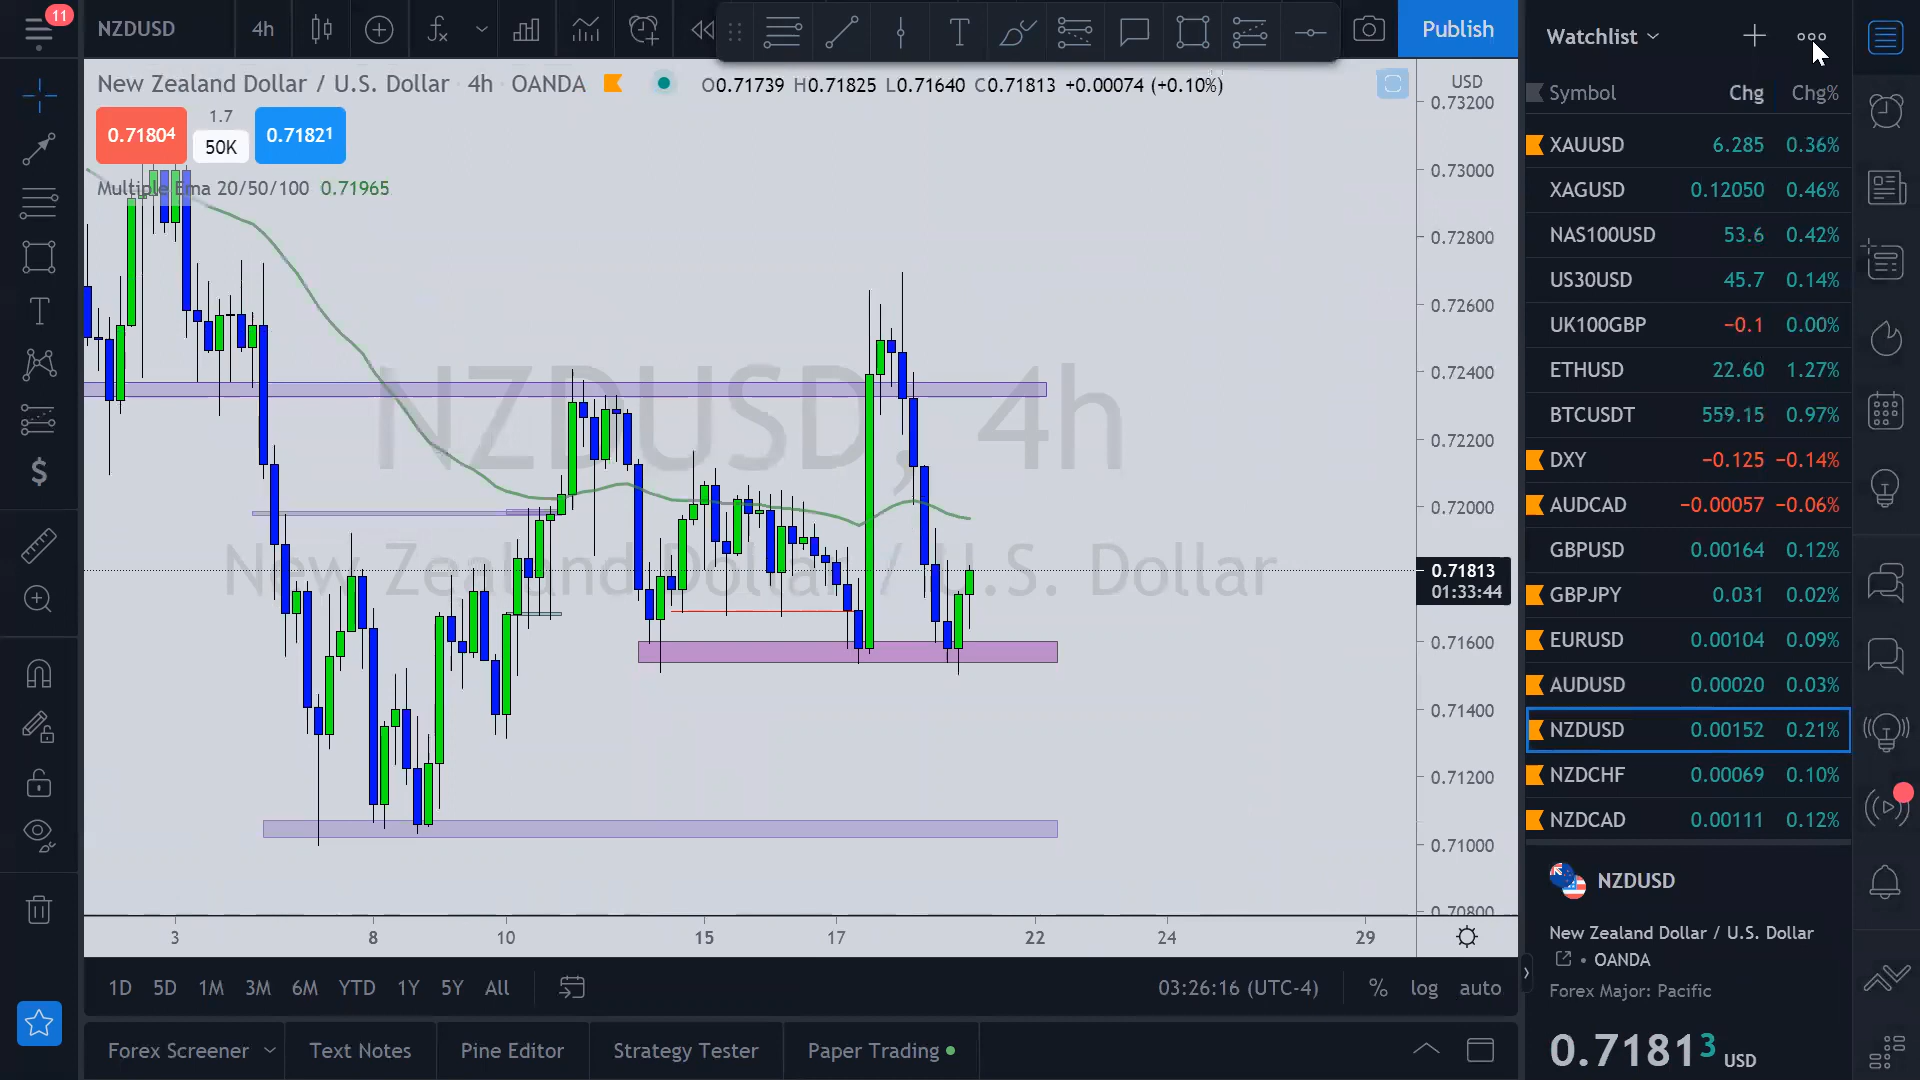 11
NZDUSD
4h
Publish
Watchlist
New Zealand Dollar / U.S. Dollar · 4h · OANDA
O0.71739 H0.71825 L0.71640 C0.71813 +0.00074 (+0.10%)
0.71804
1.7
50K
0.71821
Multiple Ema 20/50/100 0.71965
NZDUSD, 4h
New Zealand Dollar / U.S. Dollar
USD
0.73200
0.73000
0.72800
0.72600
0.72400
0.72200
0.72000
0.71813
01:33:44
0.71600
0.71400
0.71200
0.71000
0.70800
3 8 10 15 17 22 24 29
1D 5D 1M 3M 6M YTD 1Y 5Y All
03:26:16 (UTC-4)
% log auto
Forex Screener
Text Notes
Pine Editor
Strategy Tester
Paper Trading
Symbol Chg Chg%
XAUUSD 6.285 0.36%
XAGUSD 0.12050 0.46%
NAS100USD 53.6 0.42%
US30USD 45.7 0.14%
UK100GBP −0.1 0.00%
ETHUSD 22.60 1.27%
BTCUSDT 559.15 0.97%
DXY −0.125 −0.14%
AUDCAD −0.00057 −0.06%
GBPUSD 0.00164 0.12%
GBPJPY 0.031 0.02%
EURUSD 0.00104 0.09%
AUDUSD 0.00020 0.03%
NZDUSD 0.00152 0.21%
NZDCHF 0.00069 0.10%
NZDCAD 0.00111 0.12%
NZDUSD
New Zealand Dollar / U.S. Dollar
• OANDA
Forex Major: Pacific
0.71813 USD